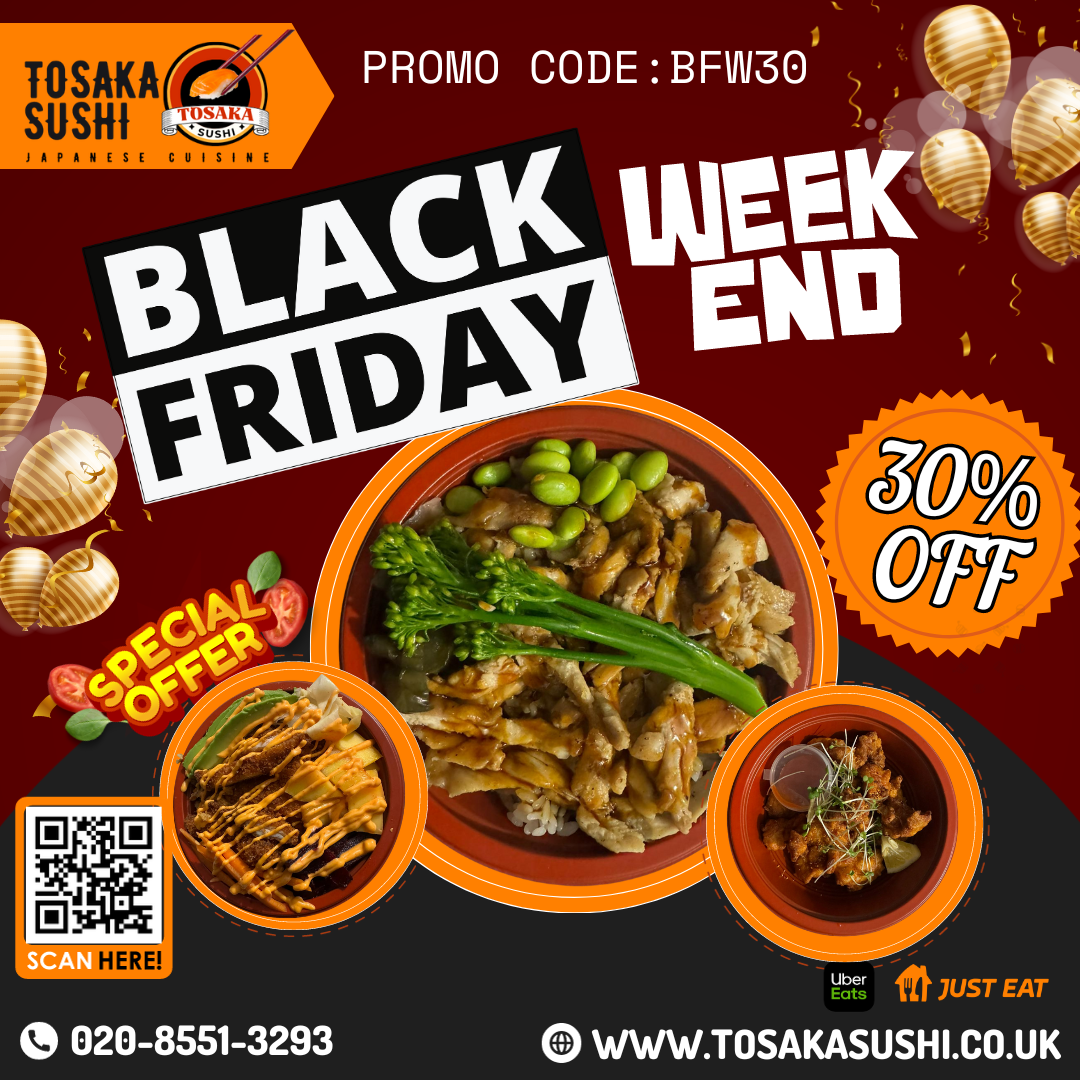 TOSAKA
SUSHI
JAPANESE CUISINE
TOSAKA
SUSHI
PROMO CODE:BFW30
BLACK
FRIDAY
WEEK
END
30%
OFF
SPECIAL
OFFER
SCAN HERE!
Uber
Eats
JUST EAT
020-8551-3293
WWW.TOSAKASUSHI.CO.UK